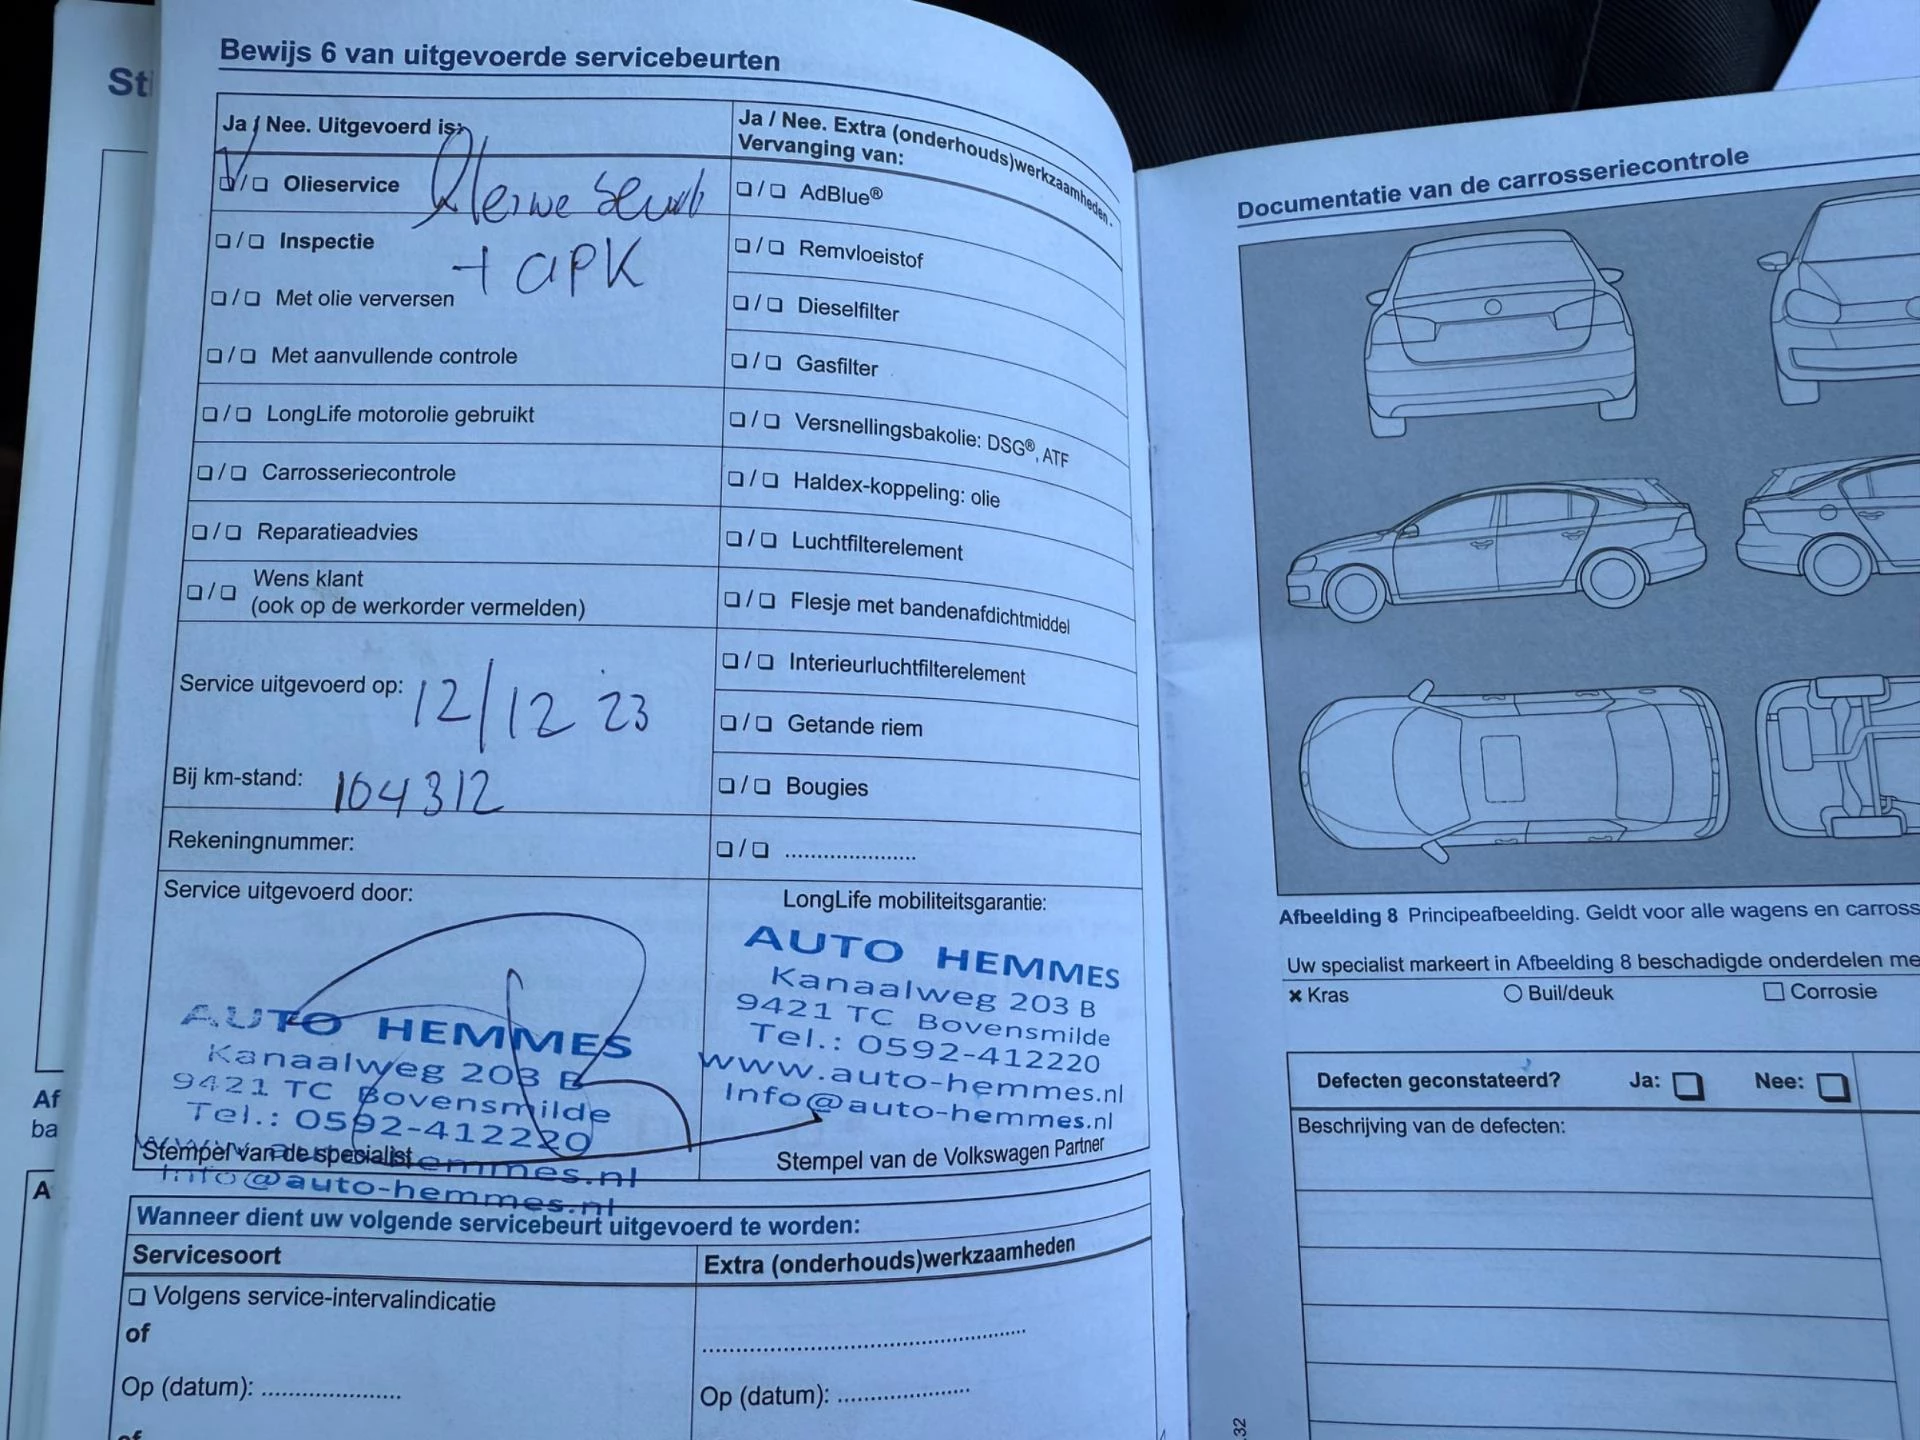 St
Bewijs 6 van uitgevoerde servicebeurten
Ja / Nee. Uitgevoerd is:
Kleine beurt
+ apk
☐/☐ Olieservice
☐/☐ Inspectie
☐/☐ Met olie verversen
☐/☐ Met aanvullende controle
☐/☐ LongLife motorolie gebruikt
☐/☐ Carrosseriecontrole
☐/☐ Reparatieadvies
☐/☐ Wens klant
(ook op de werkorder vermelden)
Service uitgevoerd op: 12/12 23
Bij km-stand: 104312
Rekeningnummer:
Service uitgevoerd door:
AUTO HEMMES
Kanaalweg 203 B
9421 TC Bovensmilde
Tel.: 0592-412220
www.auto-hemmes.nl
Stempel van de specialist
Info@auto-hemmes.nl
Ja / Nee. Extra (onderhouds)werkzaamheden.
Vervanging van:
☐/☐ AdBlue®
☐/☐ Remvloeistof
☐/☐ Dieselfilter
☐/☐ Gasfilter
☐/☐ Versnellingsbakolie: DSG®, ATF
☐/☐ Haldex-koppeling: olie
☐/☐ Luchtfilterelement
☐/☐ Flesje met bandenafdichtmiddel
☐/☐ Interieurluchtfilterelement
☐/☐ Getande riem
☐/☐ Bougies
☐/☐ .....................
LongLife mobiliteitsgarantie:
AUTO HEMMES
Kanaalweg 203 B
9421 TC Bovensmilde
Tel.: 0592-412220
www.auto-hemmes.nl
Info@auto-hemmes.nl
Stempel van de Volkswagen Partner
Wanneer dient uw volgende servicebeurt uitgevoerd te worden:
Servicesoort
☐ Volgens service-intervalindicatie
of
Op (datum): .....................
of
Extra (onderhouds)werkzaamheden
..................................................
Op (datum): .....................
Af
ba
A
Documentatie van de carrosseriecontrole
Afbeelding 8 Principeafbeelding. Geldt voor alle wagens en carross
Uw specialist markeert in Afbeelding 8 beschadigde onderdelen me
× Kras ○ Buil/deuk ☐ Corrosie
Defecten geconstateerd? Ja: ☐ Nee: ☐
Beschrijving van de defecten:
.32